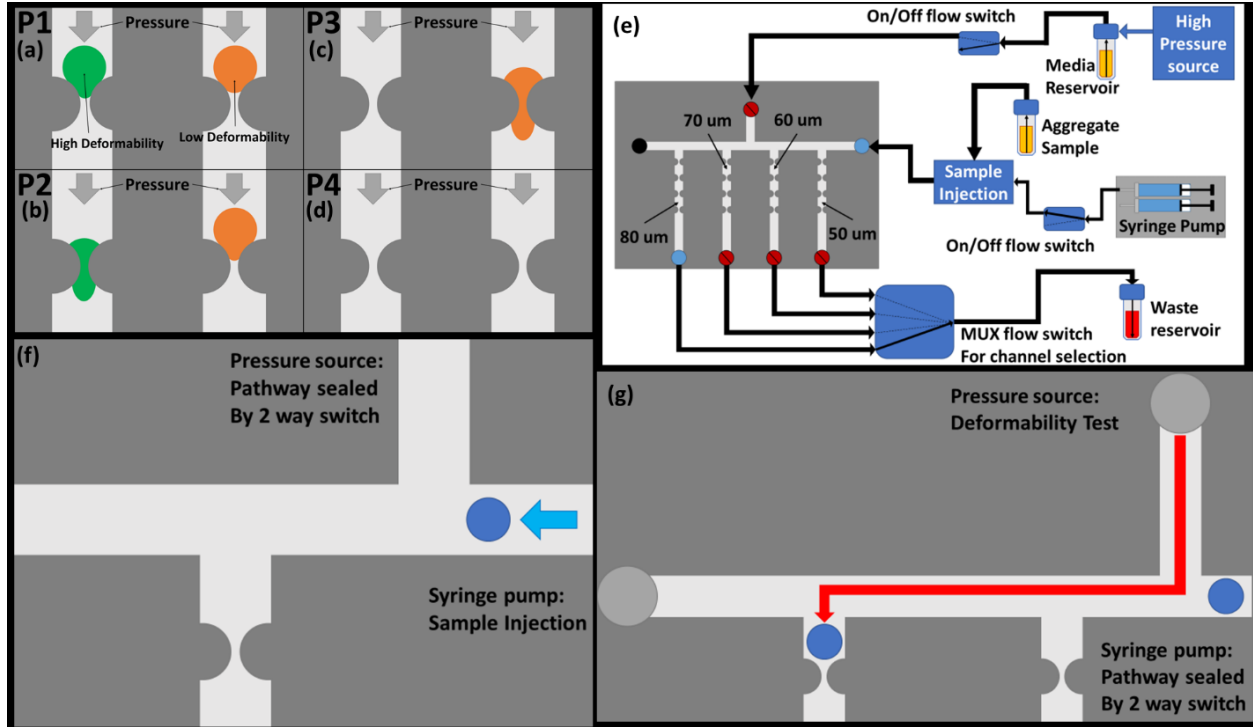 P1
(a)
Pressure
High Deformability
Low Deformability
P3
(c)
Pressure
P2
(b)
Pressure
P4
(d)
Pressure
(e)
On/Off flow switch
Media
Reservoir
High
Pressure
source
70 um
60 um
80 um
50 um
Aggregate
Sample
Sample
Injection
Syringe Pump
On/Off flow switch
MUX flow switch
For channel selection
Waste
reservoir
(f)
Pressure source:
Pathway sealed
By 2 way switch
Syringe pump:
Sample Injection
(g)
Pressure source:
Deformability Test
Syringe pump:
Pathway sealed
By 2 way switch